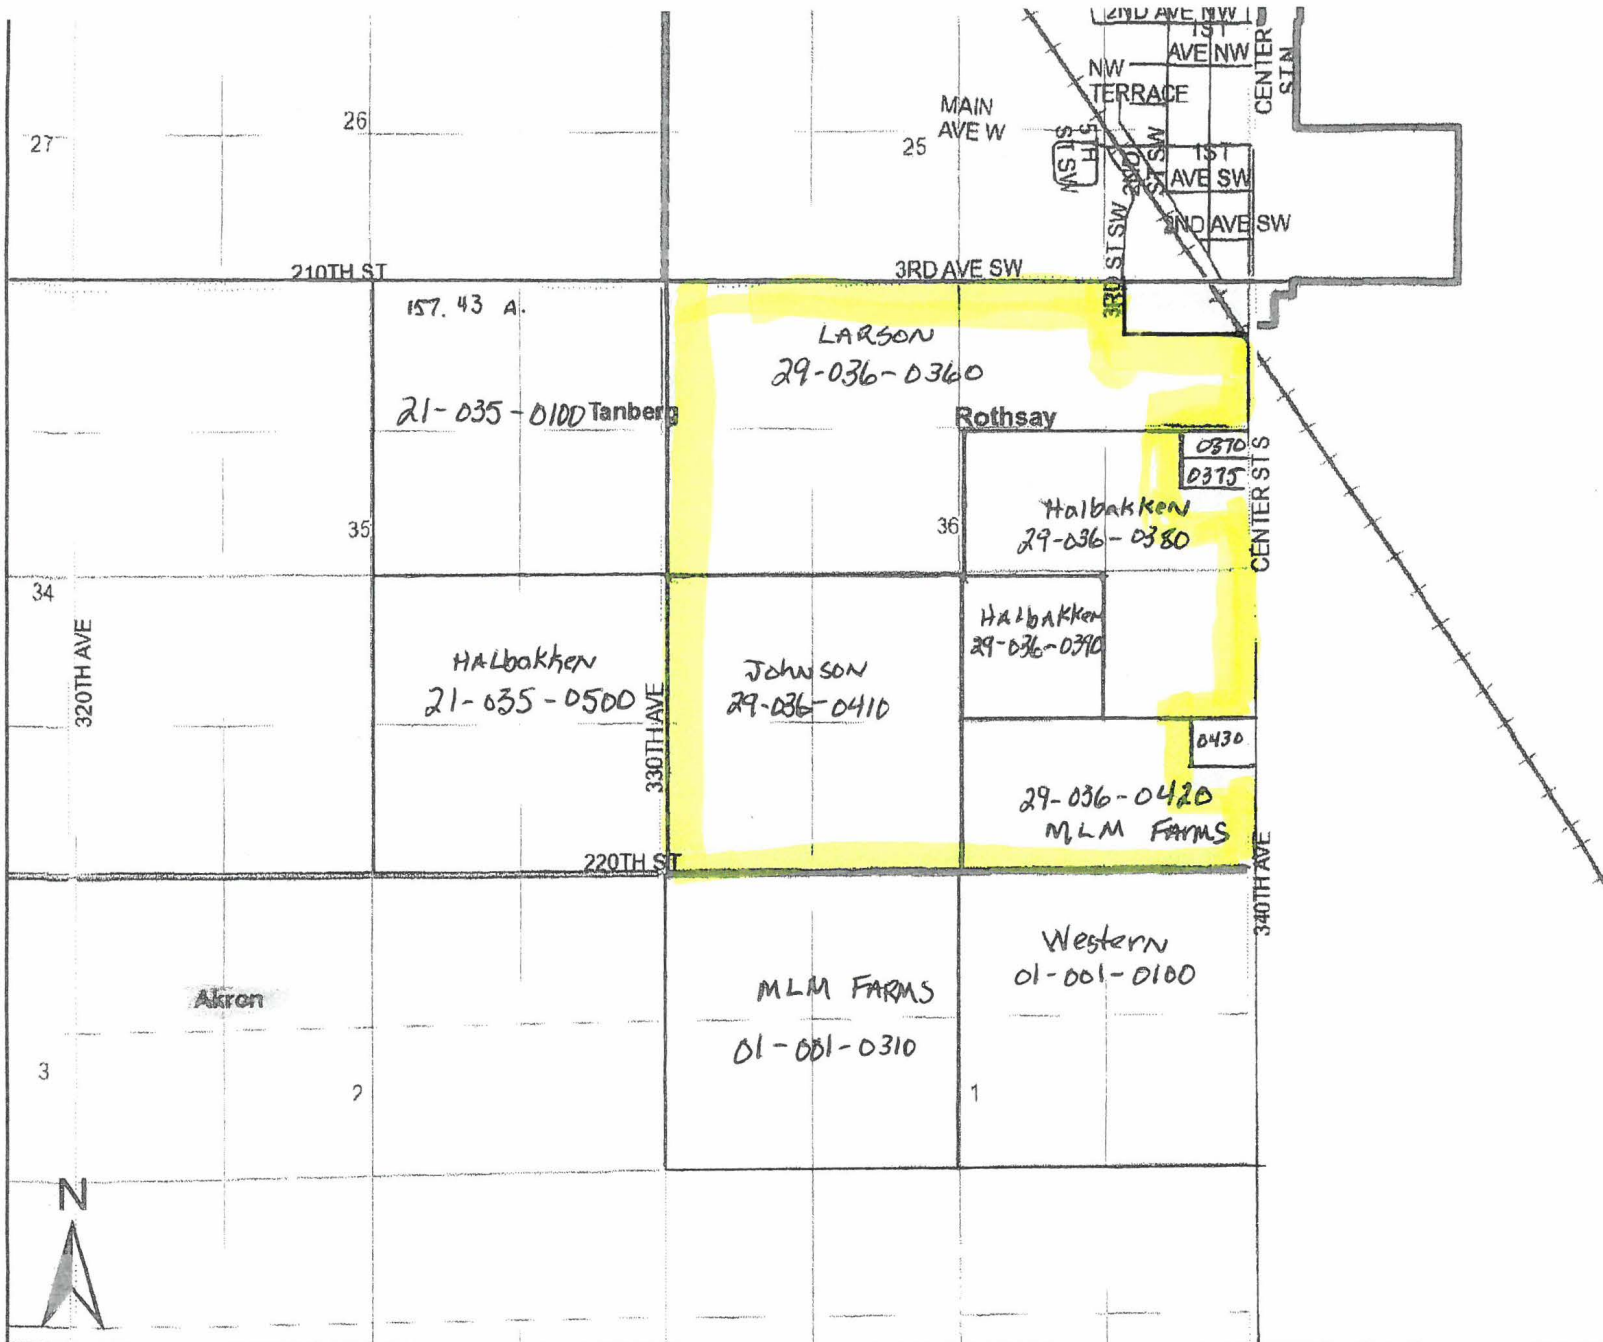 2ND AVE NW
1ST
AVE NW
CENTER
ST N
NW
TERRACE
MAIN
AVE W
27
26
25
5TH
ST SW
2ND
ST SW
1ST
AVE SW
2ND AVE SW
3RD ST SW
210TH ST
3RD AVE SW
157.43 A.
LARSON
29-036-0360
21-035-0100
Tanberg
Rothsay
0370
0375
CENTER ST S
Halbakken
29-036-0380
35
36
34
320TH AVE
HALbakken
21-035-0500
330TH AVE
JOHNSON
29-036-0410
HALbAKKen
29-036-0390
0430
29-036-0420
MLM FARMS
220TH ST
340TH AVE
Western
01-001-0100
MLM FARMS
01-001-0310
Akron
3
2
1
N